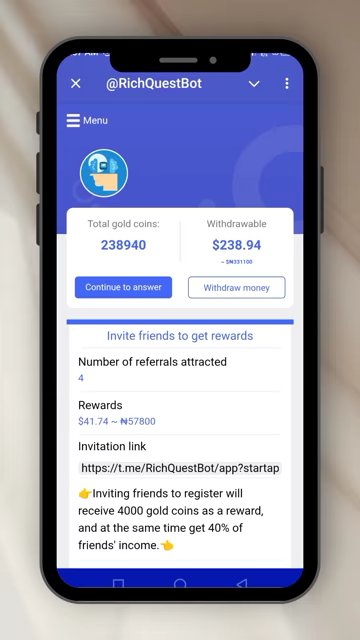 @RichQuestBot
Menu
Total gold coins:
Withdrawable
238940
$238.94
Continue to answer
Withdraw money
Invite friends to get rewards
Number of referrals attracted
4
Rewards
$41.74 ~ ₦57800
Invitation link
https://t.me/RichQuestBot/app?startap
👉Inviting friends to register will
receive 4000 gold coins as a reward,
and at the same time get 40% of
friends' income.👈